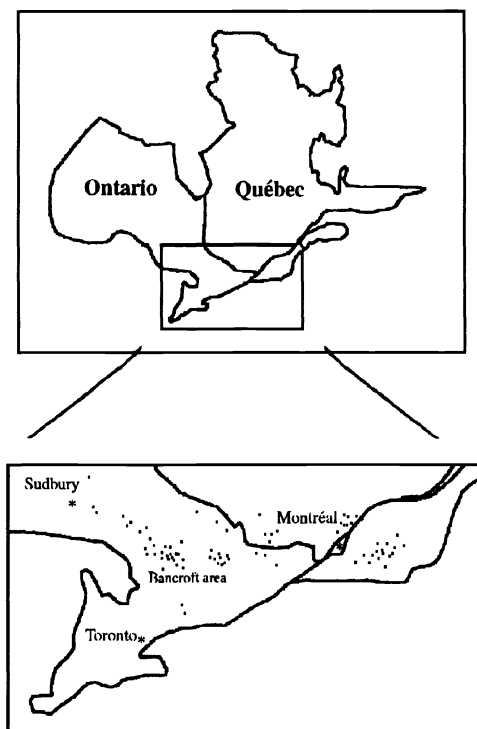 Ontario
Québec
Sudbury
*
Montréal
*
Bancroft area
Toronto*